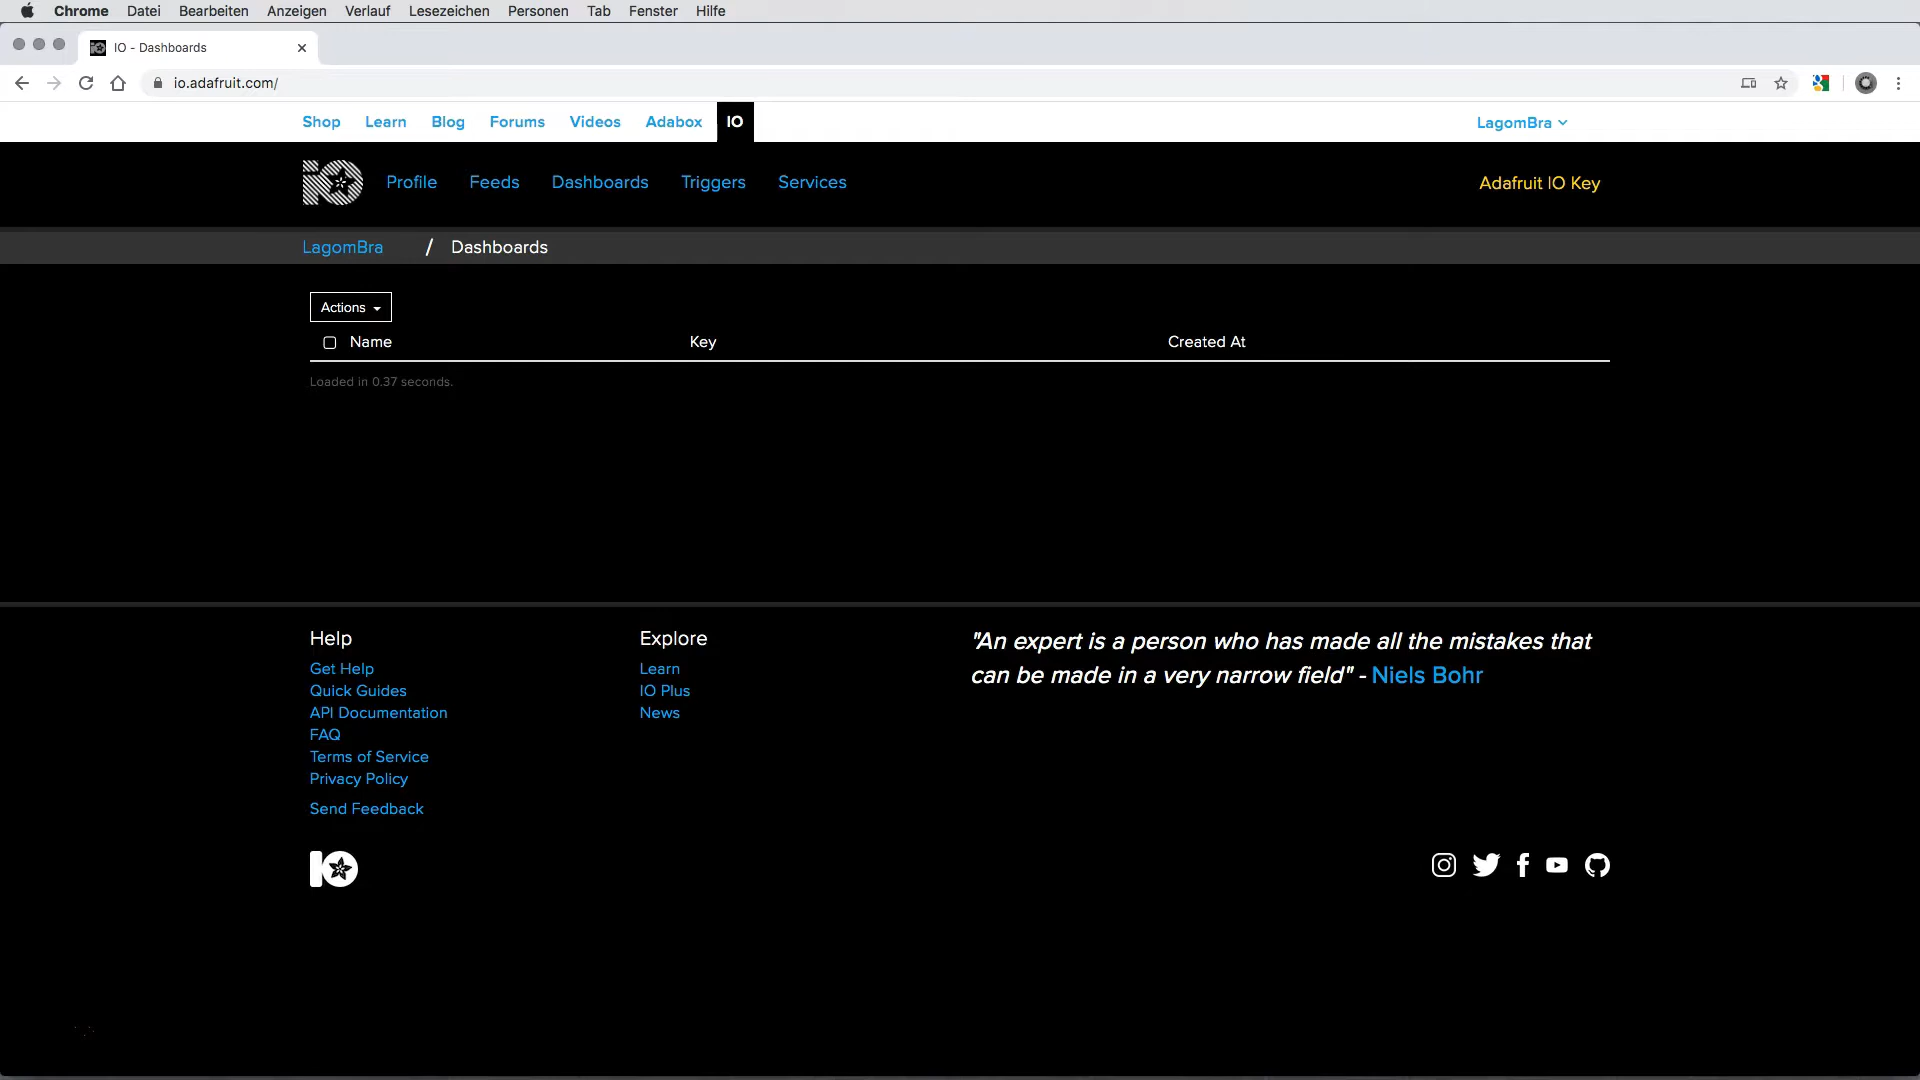 Chrome Datei Bearbeiten Anzeigen Verlauf Lesezeichen Personen Tab Fenster Hilfe
IO - Dashboards
io.adafruit.com/
Shop Learn Blog Forums Videos Adabox IO LagomBra
Profile Feeds Dashboards Triggers Services Adafruit IO Key
LagomBra / Dashboards
Actions
Name Key Created At
Loaded in 0.37 seconds.
Help
Get Help
Quick Guides
API Documentation
FAQ
Terms of Service
Privacy Policy
Send Feedback
Explore
Learn
IO Plus
News
"An expert is a person who has made all the mistakes that
can be made in a very narrow field" - Niels Bohr